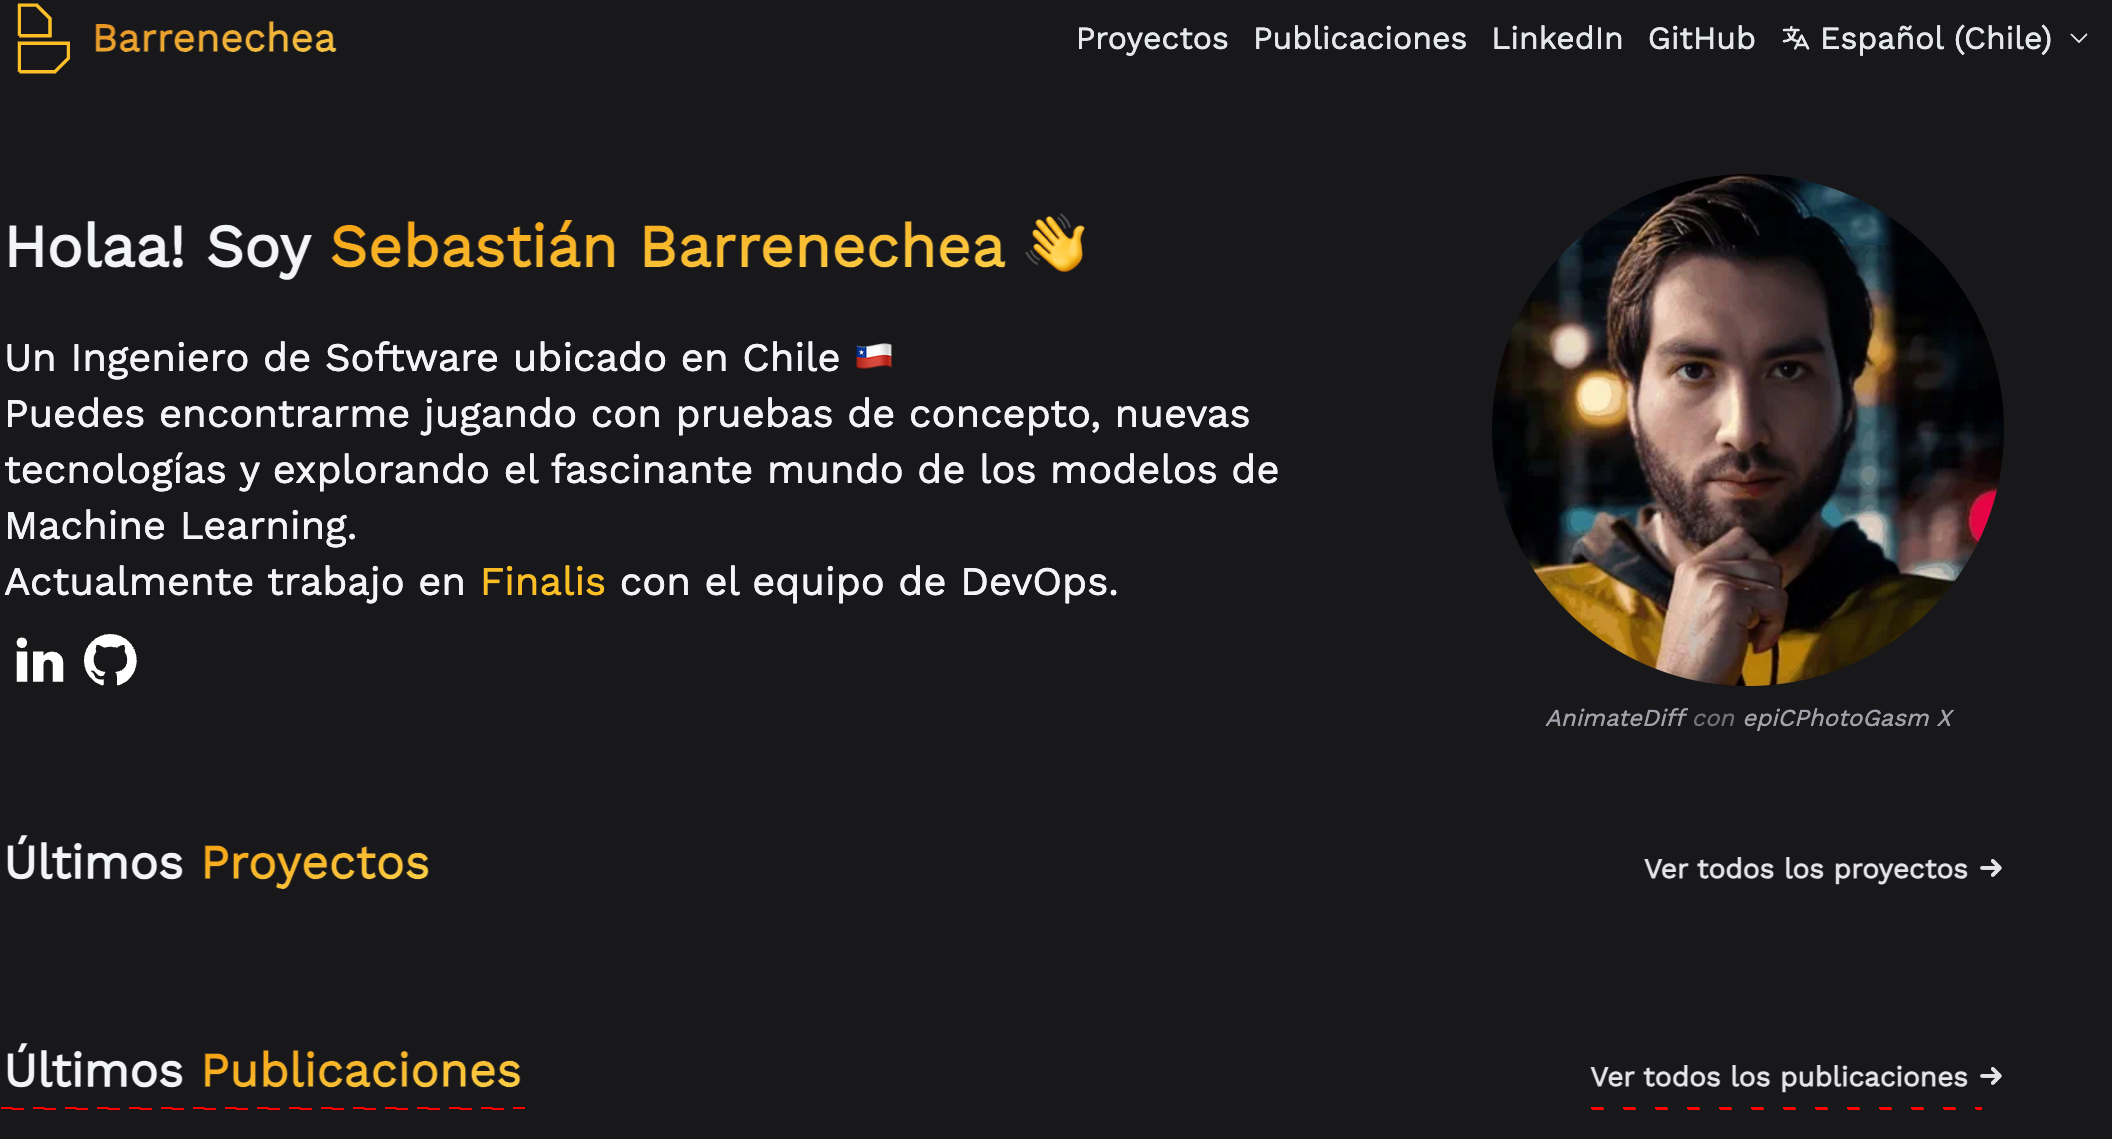 Barrenechea
Proyectos Publicaciones LinkedIn GitHub Español (Chile)
Holaa! Soy Sebastián Barrenechea 👋
Un Ingeniero de Software ubicado en Chile 🇨🇱
Puedes encontrarme jugando con pruebas de concepto, nuevas
tecnologías y explorando el fascinante mundo de los modelos de
Machine Learning.
Actualmente trabajo en Finalis con el equipo de DevOps.
in
AnimateDiff con epiCPhotoGasm X
Últimos Proyectos
Ver todos los proyectos →
Últimos Publicaciones
Ver todos los publicaciones →